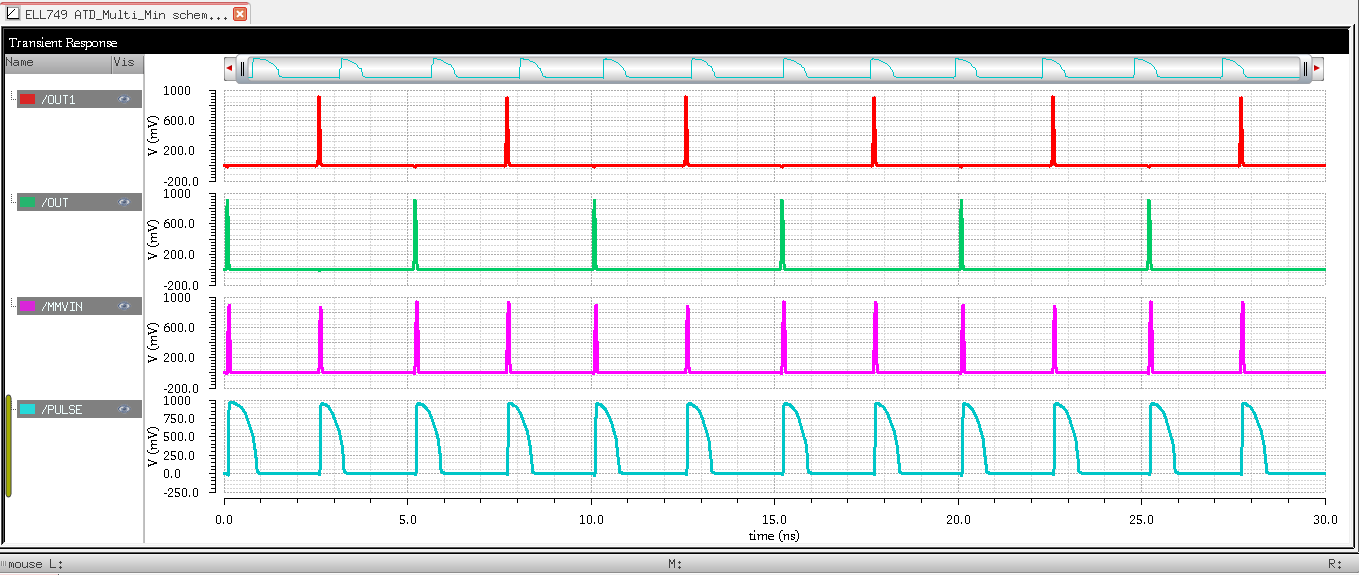 ELL749 ATD_Multi_Min schem...
Transient Response
Name Vis
/OUT1
1000
600.0
200.0
-200.0
V (mV)
/OUT
1000
600.0
200.0
-200.0
V (mV)
/MMVIN
1000
600.0
200.0
-200.0
V (mV)
/PULSE
1000
750.0
500.0
250.0
0.0
-250.0
V (mV)
0.0 5.0 10.0 15.0 20.0 25.0 30.0
time (ns)
mouse L: M: R: